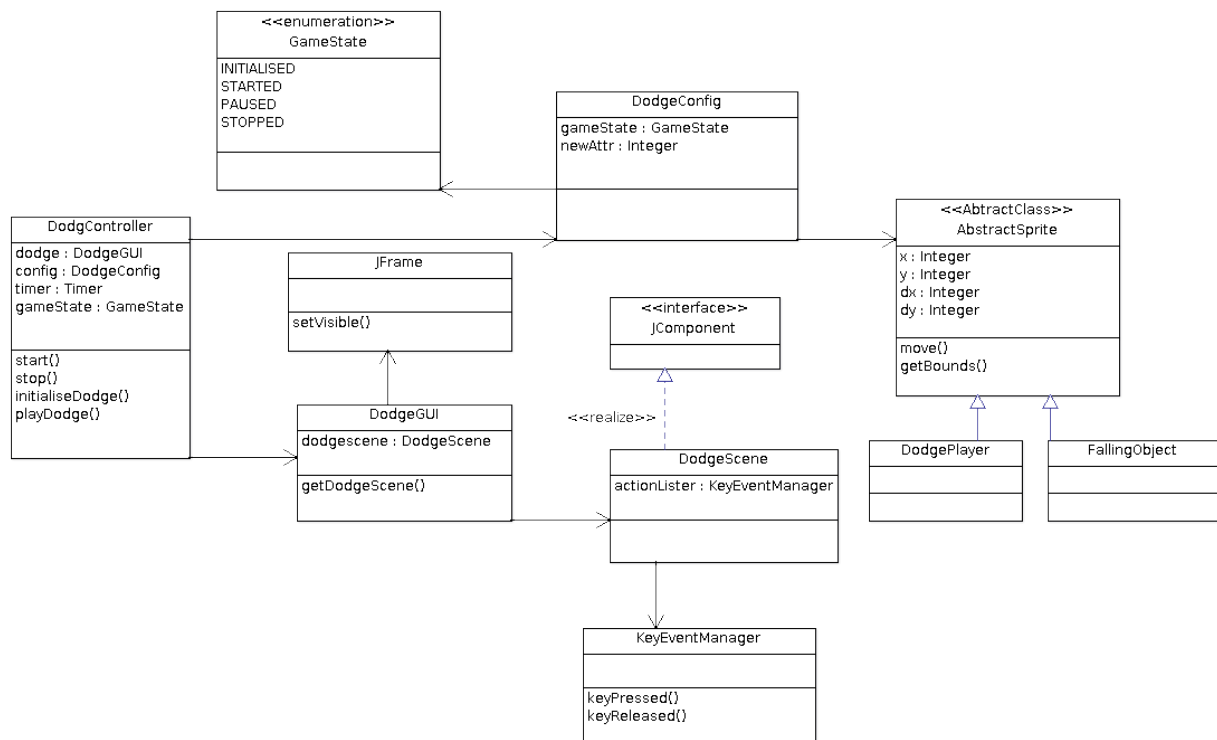 <<enumeration>>
GameState
INITIALISED
STARTED
PAUSED
STOPPED
DodgeConfig
gameState : GameState
newAttr : Integer
DodgController
dodge : DodgeGUI
config : DodgeConfig
timer : Timer
gameState : GameState
start()
stop()
initialiseDodge()
playDodge()
JFrame
setVisible()
<<interface>>
JComponent
<<AbtractClass>>
AbstractSprite
x : Integer
y : Integer
dx : Integer
dy : Integer
move()
getBounds()
<<realize>>
DodgeGUI
dodgescene : DodgeScene
getDodgeScene()
DodgeScene
actionLister : KeyEventManager
DodgePlayer
FallingObject
KeyEventManager
keyPressed()
keyReleased()